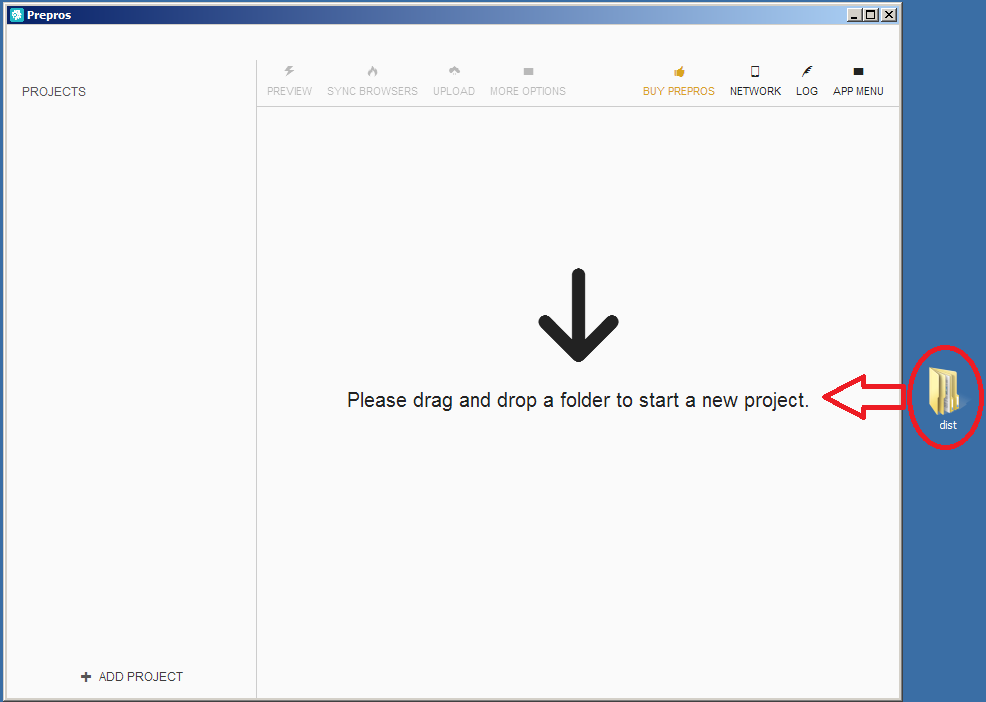 Prepros
PROJECTS
PREVIEW SYNC BROWSERS UPLOAD MORE OPTIONS BUY PREPROS NETWORK LOG APP MENU
Please drag and drop a folder to start a new project.
dist
ADD PROJECT